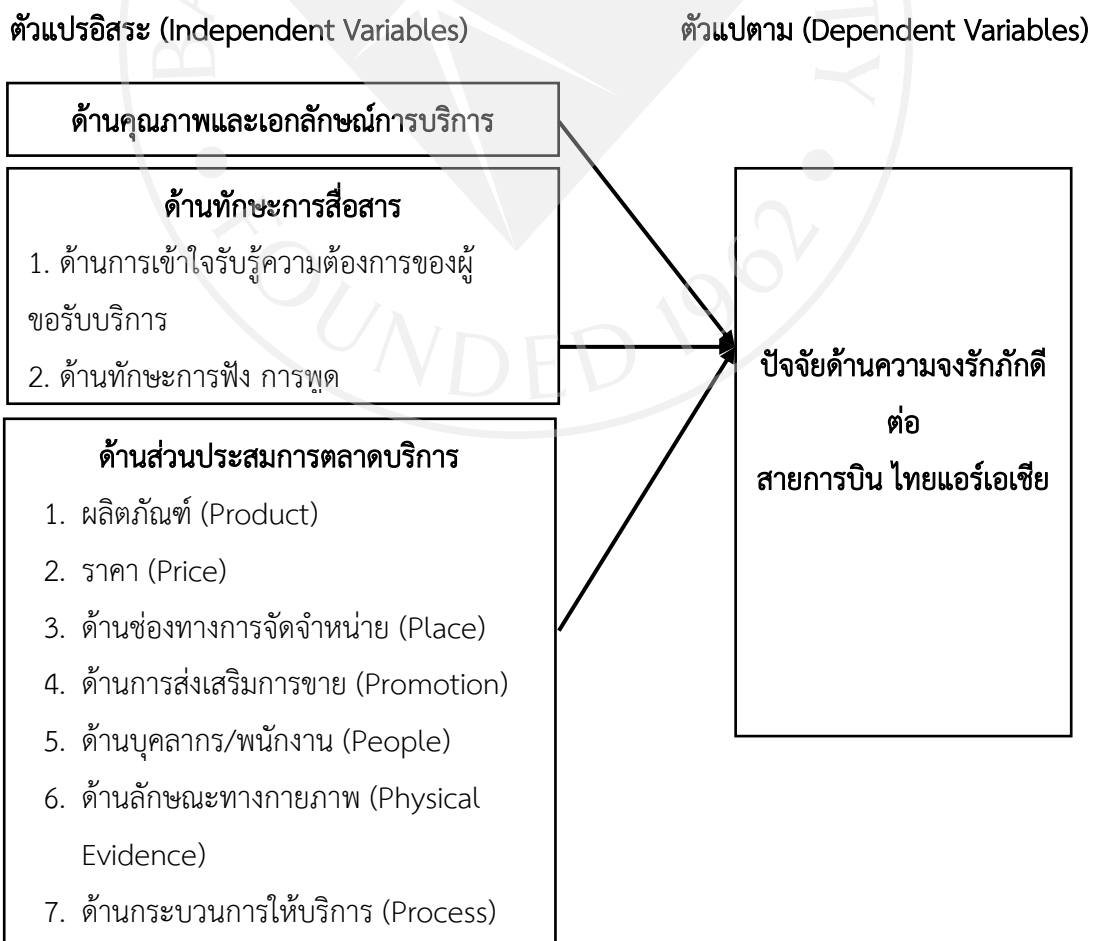 ตัวแปรอิสระ (Independent Variables)
ตัวแปตาม (Dependent Variables)
ด้านคุณภาพและเอกลักษณ์การบริการ
ด้านทักษะการสื่อสาร
1. ด้านการเข้าใจรับรู้ความต้องการของผู้
ขอรับบริการ
2. ด้านทักษะการฟัง การพูด
ด้านส่วนประสมการตลาดบริการ
1. ผลิตภัณฑ์ (Product)
2. ราคา (Price)
3. ด้านช่องทางการจัดจำหน่าย (Place)
4. ด้านการส่งเสริมการขาย (Promotion)
5. ด้านบุคลากร/พนักงาน (People)
6. ด้านลักษณะทางกายภาพ (Physical
Evidence)
7. ด้านกระบวนการให้บริการ (Process)
ปัจจัยด้านความจงรักภักดี
ต่อ
สายการบิน ไทยแอร์เอเชีย
FOUNDED 1962